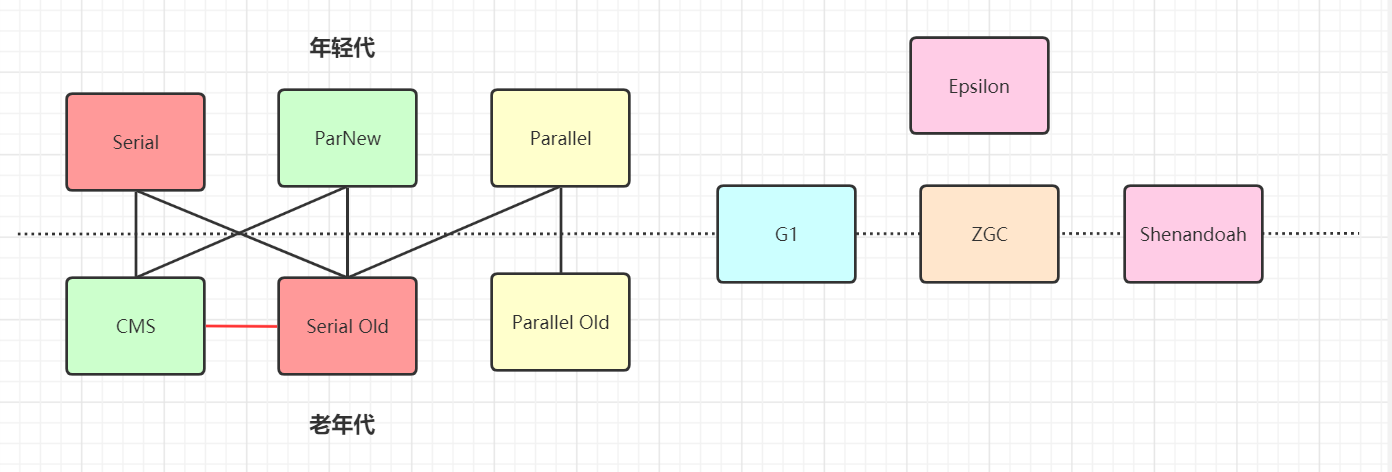 年轻代
Epsilon
Serial
ParNew
Parallel
G1
ZGC
Shenandoah
CMS
Serial Old
Parallel Old
老年代